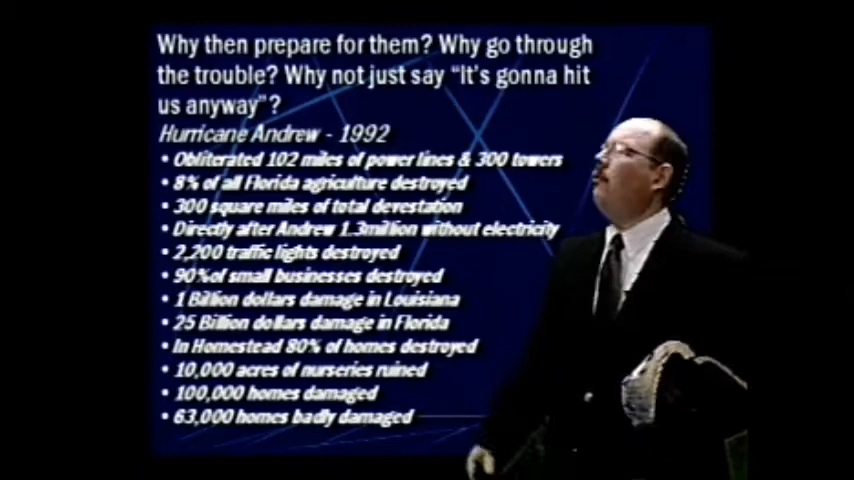 Why then prepare for them? Why go through
the trouble? Why not just say "It's gonna hit
us anyway"?
Hurricane Andrew - 1992
• Obliterated 102 miles of power lines & 300 towers
• 8% of all Florida agriculture destroyed
• 300 square miles of total devestation
• Directly after Andrew 1.3million without electricity
• 2,200 traffic lights destroyed
• 90%of small businesses destroyed
• 1 Billion dollars damage in Louisiana
• 25 Billion dollars damage in Florida
• In Homestead 80% of homes destroyed
• 10,000 acres of nurseries ruined
• 100,000 homes damaged
• 63,000 homes badly damaged